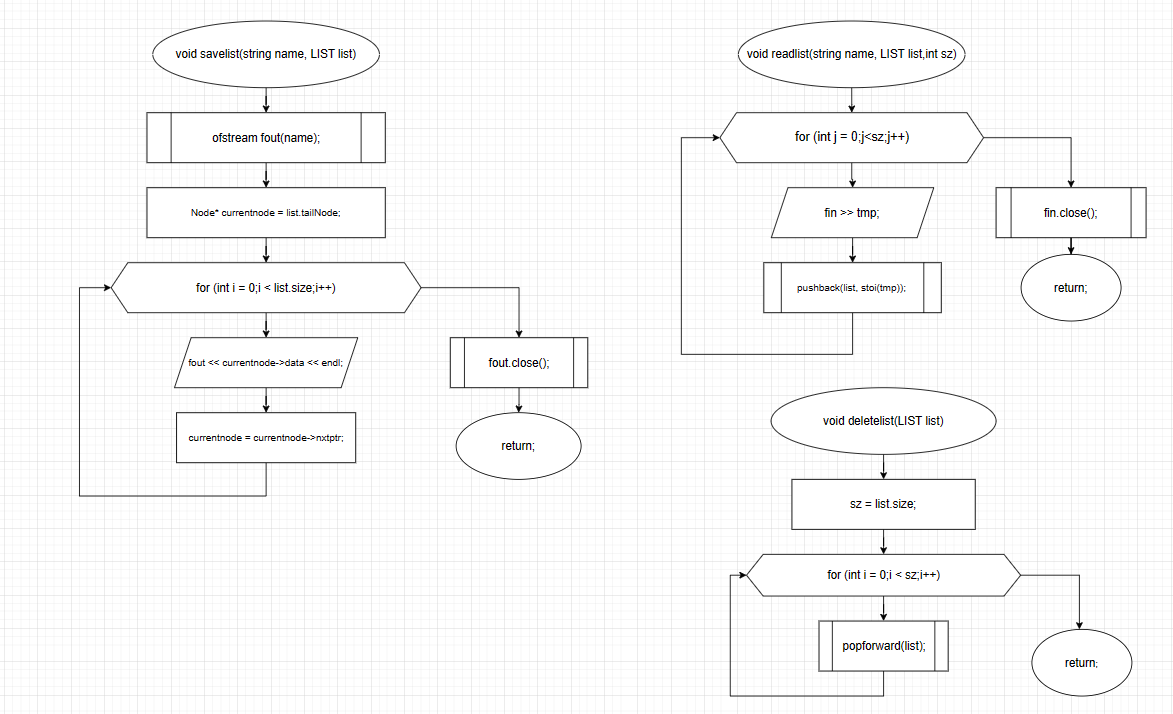 void savelist(string name, LIST list)
ofstream fout(name);
Node* currentnode = list.tailNode;
for (int i = 0;i < list.size;i++)
fout << currentnode->data << endl;
currentnode = currentnode->nxtptr;
fout.close();
return;
void readlist(string name, LIST list,int sz)
for (int j = 0;j<sz;j++)
fin >> tmp;
pushback(list, stoi(tmp));
fin.close();
return;
void deletelist(LIST list)
sz = list.size;
for (int i = 0;i < sz;i++)
popforward(list);
return;